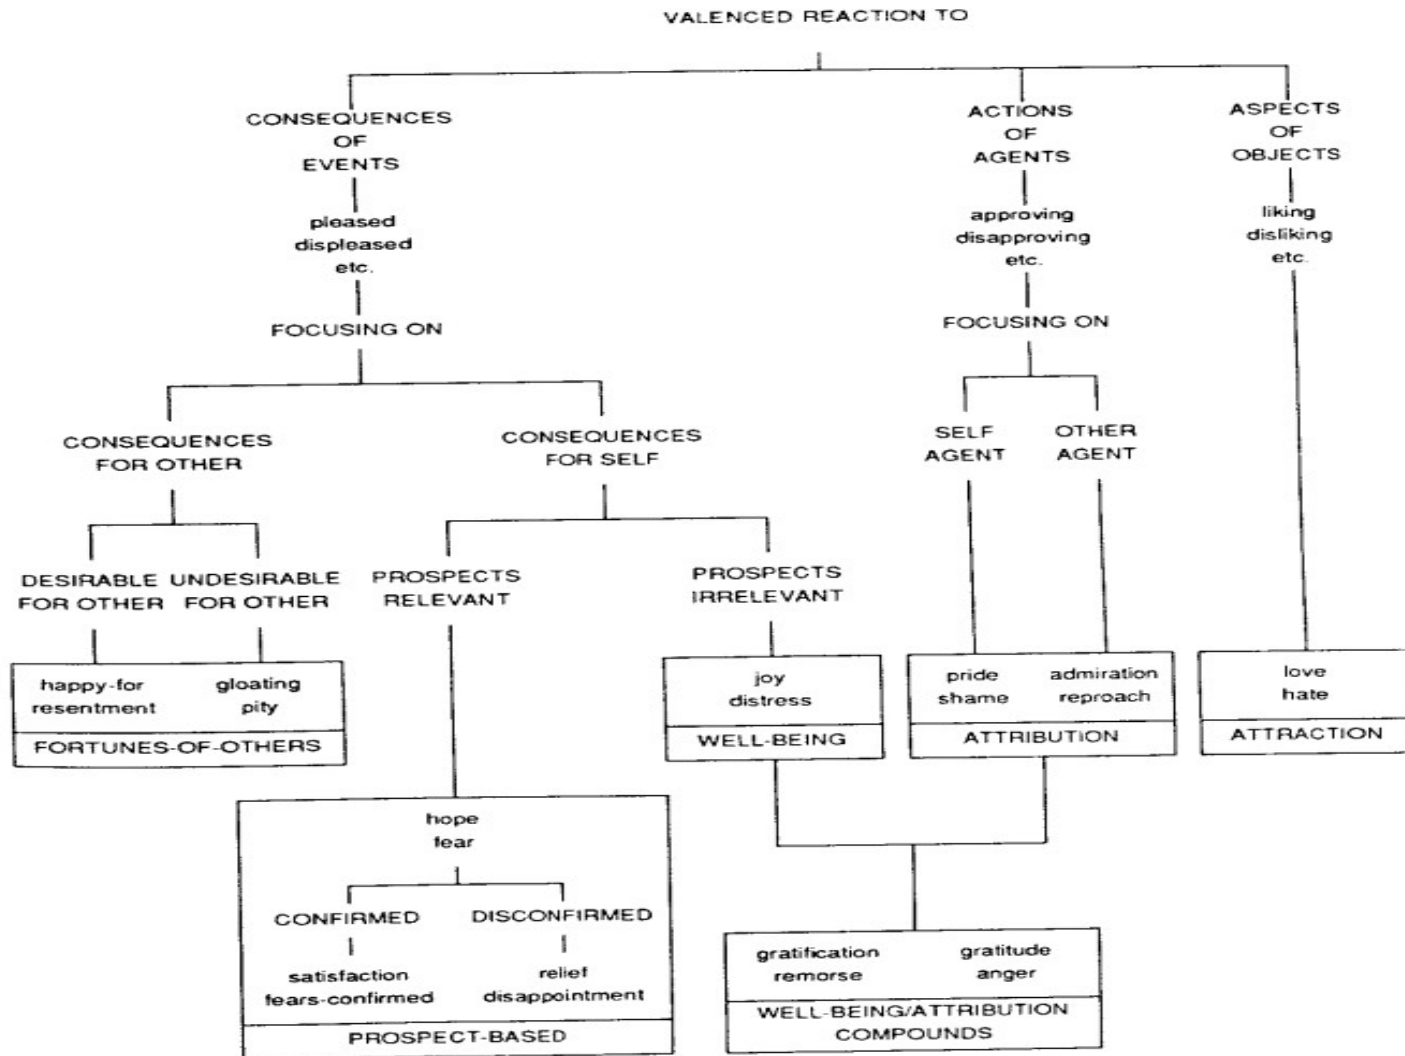 VALENCED REACTION TO
CONSEQUENCES
OF
EVENTS
ACTIONS
OF
AGENTS
ASPECTS
OF
OBJECTS
pleased
displeased
etc.
approving
disapproving
etc.
liking
disliking
etc.
FOCUSING ON
FOCUSING ON
CONSEQUENCES
FOR OTHER
CONSEQUENCES
FOR SELF
SELF
AGENT
OTHER
AGENT
DESIRABLE
FOR OTHER
UNDESIRABLE
FOR OTHER
PROSPECTS
RELEVANT
PROSPECTS
IRRELEVANT
happy-for
resentment
gloating
pity
FORTUNES-OF-OTHERS
joy
distress
WELL-BEING
pride
shame
admiration
reproach
ATTRIBUTION
love
hate
ATTRACTION
hope
fear
CONFIRMED
DISCONFIRMED
satisfaction
fears-confirmed
relief
disappointment
PROSPECT-BASED
gratification
remorse
gratitude
anger
WELL-BEING/ATTRIBUTION
COMPOUNDS